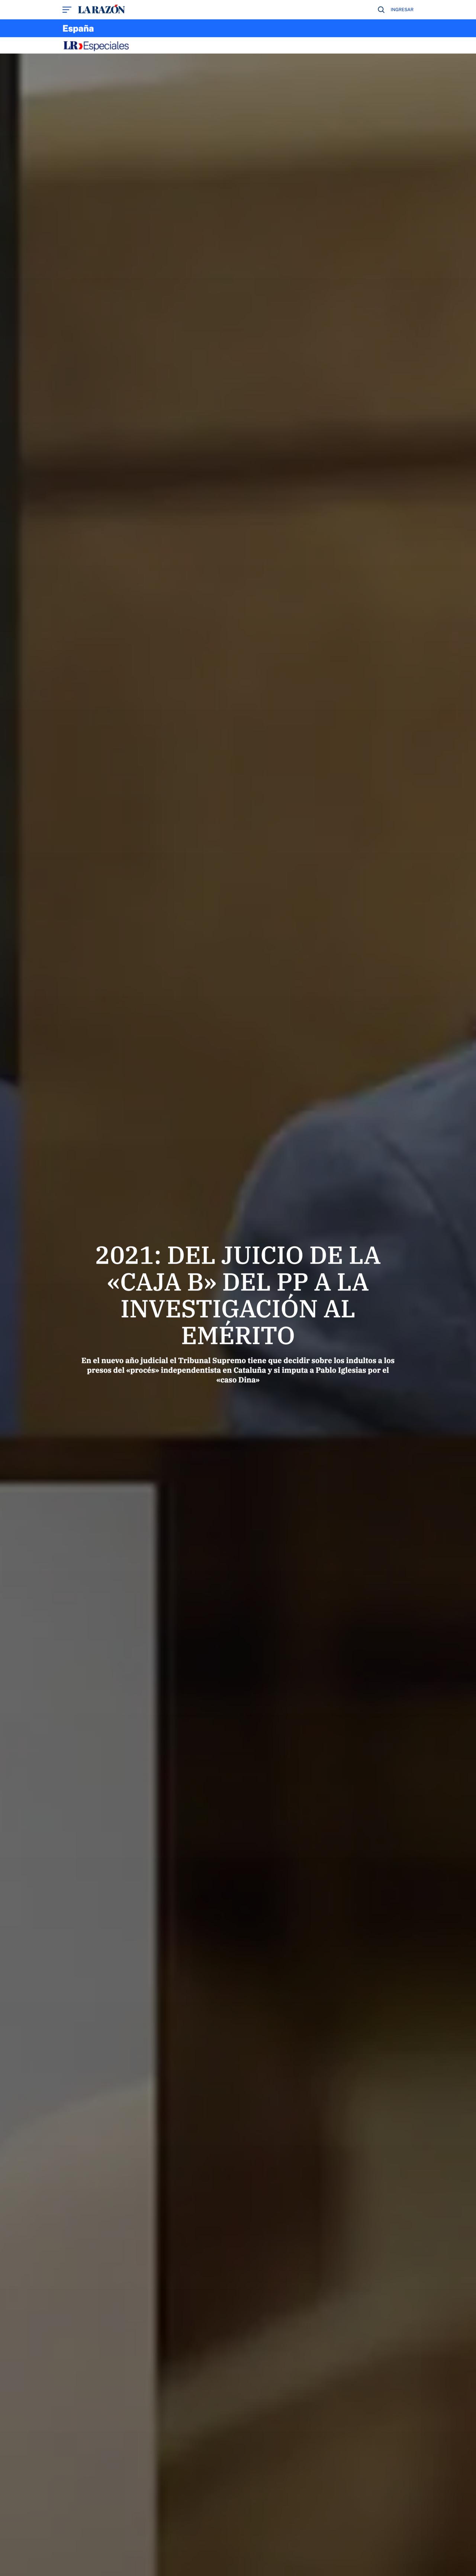 LA RAZÓN
INGRESAR
España
LR Especiales
2021: DEL JUICIO DE LA
«CAJA B» DEL PP A LA
INVESTIGACIÓN AL
EMÉRITO
En el nuevo año judicial el Tribunal Supremo tiene que decidir sobre los indultos a los
presos del «procés» independentista en Cataluña y si imputa a Pablo Iglesias por el
«caso Dina»